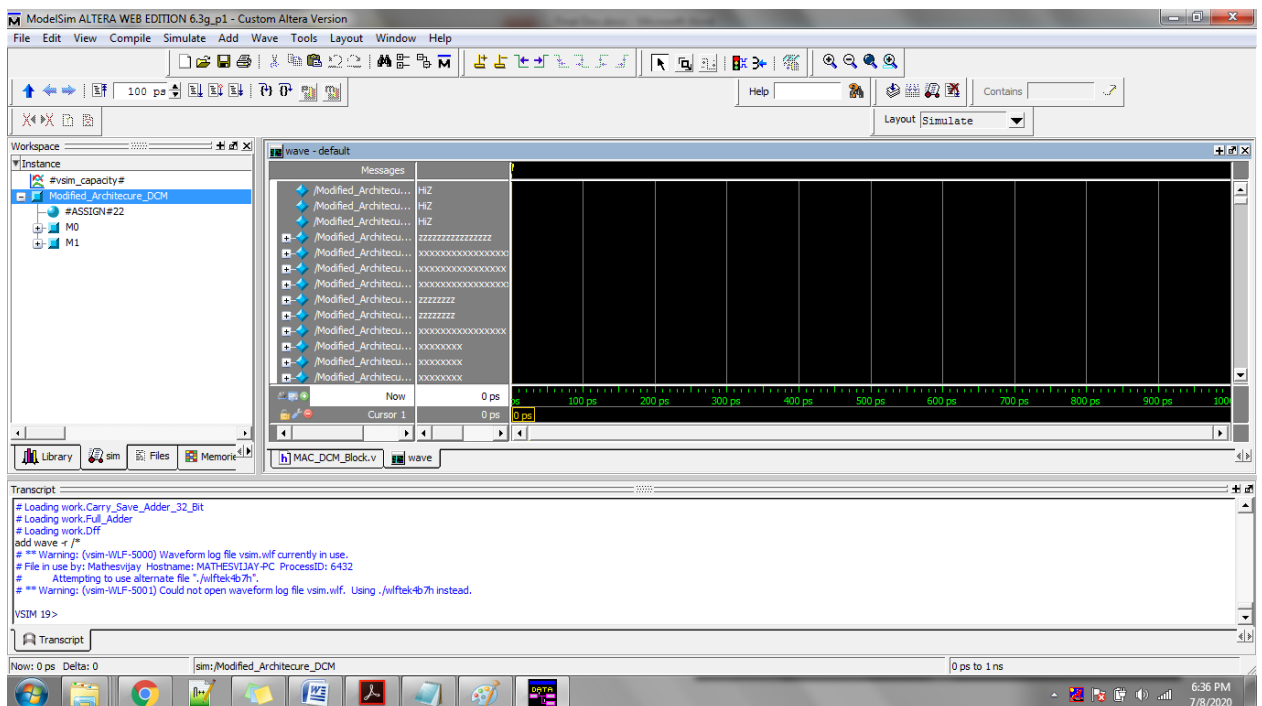 ModelSim ALTERA WEB EDITION 6.3g_p1 - Custom Altera Version
File Edit View Compile Simulate Add Wave Tools Layout Window Help
100 ps
Help
Contains
Layout Simulate
Workspace
Instance
#vsim_capacity#
Modified_Architecure_DCM
#ASSIGN#22
M0
M1
Library sim Files Memorie
wave - default
Messages
/Modified_Architecu... HiZ
/Modified_Architecu... HiZ
/Modified_Architecu... HiZ
/Modified_Architecu... zzzzzzzzzzzzzzzz
/Modified_Architecu... xxxxxxxxxxxxxxxxx
/Modified_Architecu... xxxxxxxxxxxxxxxx
/Modified_Architecu... xxxxxxxxxxxxxxxxx
/Modified_Architecu... zzzzzzzz
/Modified_Architecu... zzzzzzzz
/Modified_Architecu... xxxxxxxxxxxxxxxx
/Modified_Architecu... xxxxxxxx
/Modified_Architecu... xxxxxxxx
/Modified_Architecu... xxxxxxxx
Now 0 ps
ps 100 ps 200 ps 300 ps 400 ps 500 ps 600 ps 700 ps 800 ps 900 ps 100
Cursor 1 0 ps 0 ps
MAC_DCM_Block.v wave
Transcript
# Loading work.Carry_Save_Adder_32_Bit
# Loading work.Full_Adder
# Loading work.Dff
add wave -r /*
# ** Warning: (vsim-WLF-5000) Waveform log file vsim.wlf currently in use.
# File in use by: Mathesvijay Hostname: MATHESVIJAY-PC ProcessID: 6432
# Attempting to use alternate file "./wlftek4b7h".
# ** Warning: (vsim-WLF-5001) Could not open waveform log file vsim.wlf. Using ./wlftek4b7h instead.
VSIM 19>
Transcript
Now: 0 ps Delta: 0 sim:/Modified_Architecure_DCM 0 ps to 1 ns
DATA
6:36 PM
7/8/2020